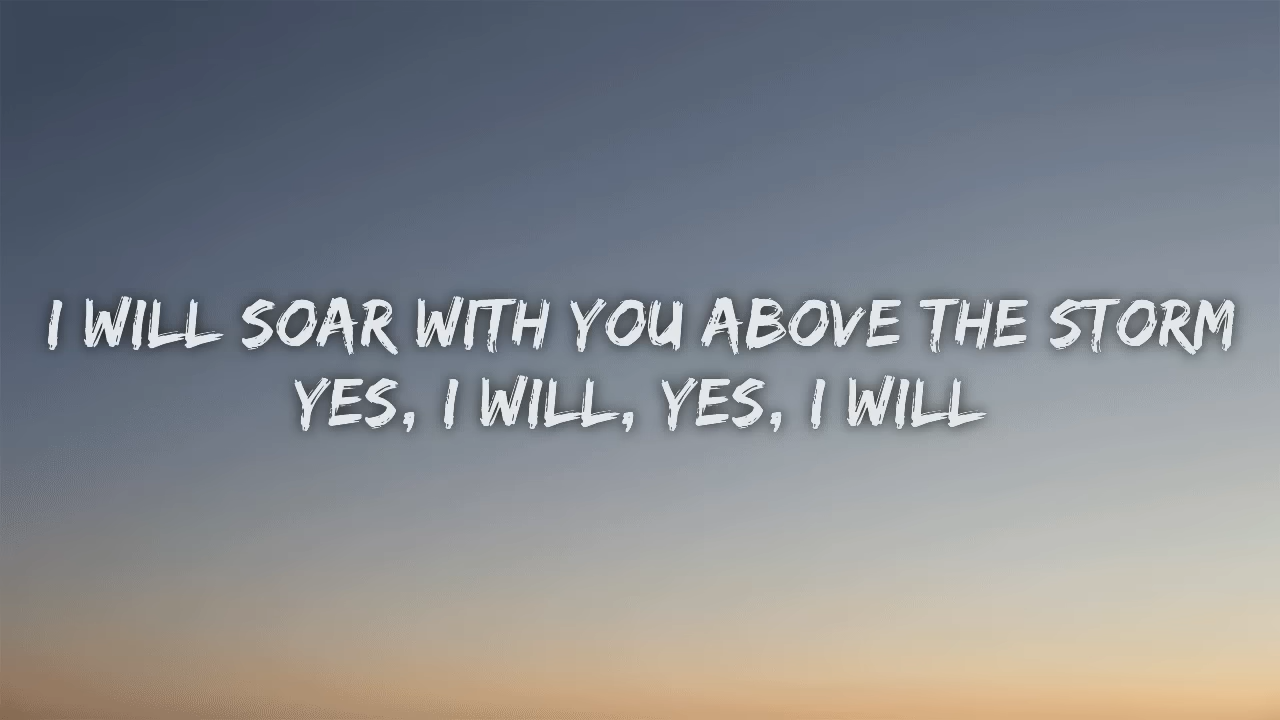 I WILL SOAR WITH YOU ABOVE THE STORM
YES, I WILL, YES, I WILL